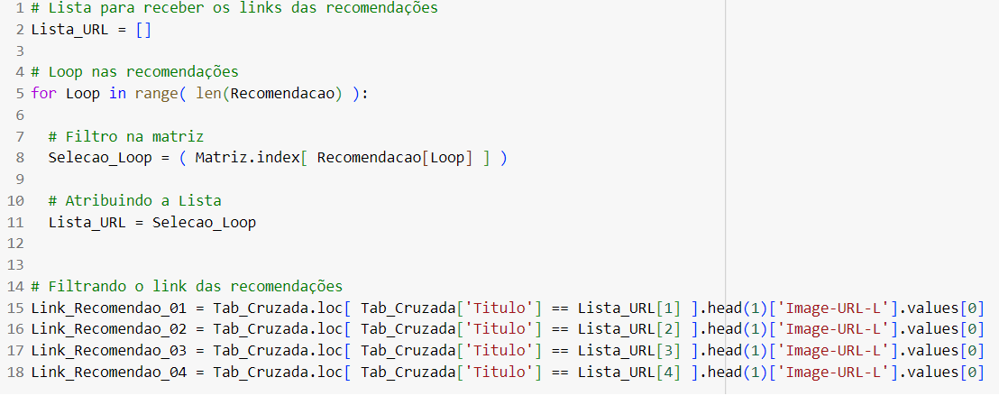 1 # Lista para receber os links das recomendações
2 Lista_URL = []
3
4 # Loop nas recomendações
5 for Loop in range( len(Recomendacao) ):
6
7   # Filtro na matriz
8   Selecao_Loop = ( Matriz.index[ Recomendacao[Loop] ] )
9
10   # Atribuindo a Lista
11   Lista_URL = Selecao_Loop
12
13
14 # Filtrando o link das recomendações
15 Link_Recomendao_01 = Tab_Cruzada.loc[ Tab_Cruzada['Titulo'] == Lista_URL[1] ].head(1)['Image-URL-L'].values[0]
16 Link_Recomendao_02 = Tab_Cruzada.loc[ Tab_Cruzada['Titulo'] == Lista_URL[2] ].head(1)['Image-URL-L'].values[0]
17 Link_Recomendao_03 = Tab_Cruzada.loc[ Tab_Cruzada['Titulo'] == Lista_URL[3] ].head(1)['Image-URL-L'].values[0]
18 Link_Recomendao_04 = Tab_Cruzada.loc[ Tab_Cruzada['Titulo'] == Lista_URL[4] ].head(1)['Image-URL-L'].values[0]